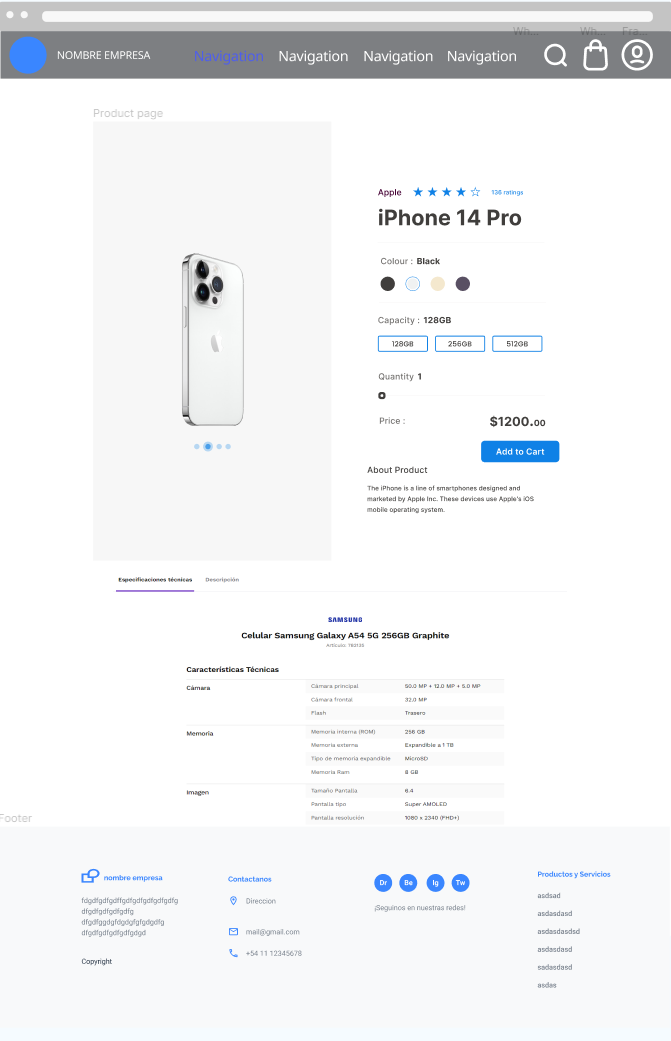 Wh... Wh... Fra...
NOMBRE EMPRESA Navigation Navigation Navigation Navigation
Product page
Apple 136 ratings
iPhone 14 Pro
Colour : Black
Capacity : 128GB
128GB 256GB 512GB
Quantity 1
Price : $1200.00
Add to Cart
About Product
The iPhone is a line of smartphones designed and
marketed by Apple Inc. These devices use Apple's iOS
mobile operating system.
Especificaciones técnicas Descripción
SAMSUNG
Celular Samsung Galaxy A54 5G 256GB Graphite
Artículo: 780135
Características Técnicas
Cámara Cámara principal 50.0 MP + 12.0 MP + 5.0 MP
Cámara frontal 32.0 MP
Flash Trasero
Memoria Memoria interna (ROM) 256 GB
Memoria externa Expandible a 1 TB
Tipo de memoria expandible MicroSD
Memoria Ram 8 GB
Imagen Tamaño Pantalla 6.4
Pantalla tipo Super AMOLED
Pantalla resolución 1080 x 2340 (FHD+)
Footer
nombre empresa
fdgdfgdfgdffgdfgdfgdfgdfgdfg
dfgdfgdfgdfgdfg
dfgdfggdgfdgdgfgfgdgdfg
dfgdfgdfgdfgdfgdgd
Copyright
Contactanos
Direccion
mail@gmail.com
+54 11 12345678
Dr Be Ig Tw
¡Seguinos en nuestras redes!
Productos y Servicios
asdsad
asdasdasd
asdasdasdsd
asdasdasd
sadasdasd
asdas